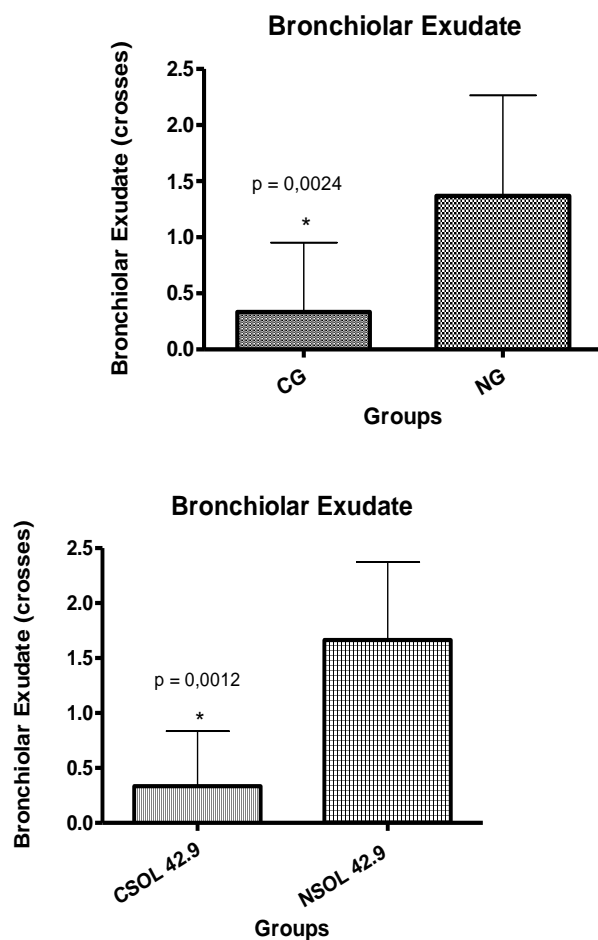 Bronchiolar Exudate
Bronchiolar Exudate (crosses)
2.5
2.0
1.5
1.0
0.5
0.0
p = 0,0024
*
CG
NG
Groups
Bronchiolar Exudate
Bronchiolar Exudate (crosses)
2.5
2.0
1.5
1.0
0.5
0.0
p = 0,0012
*
CSOL 42.9
NSOL 42.9
Groups